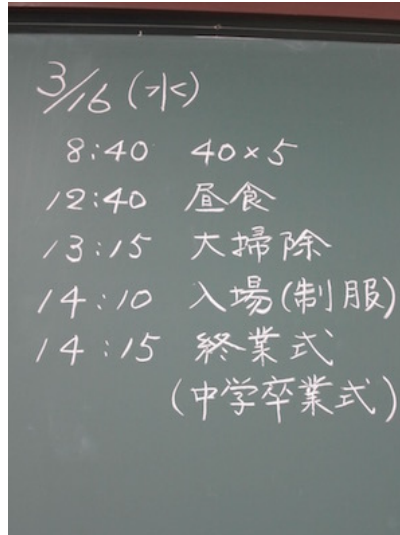 3/16(水)
8:40 40×5
12:40 昼食
13:15 大掃除
14:10 入場(制服)
14:15 終業式
(中学卒業式)